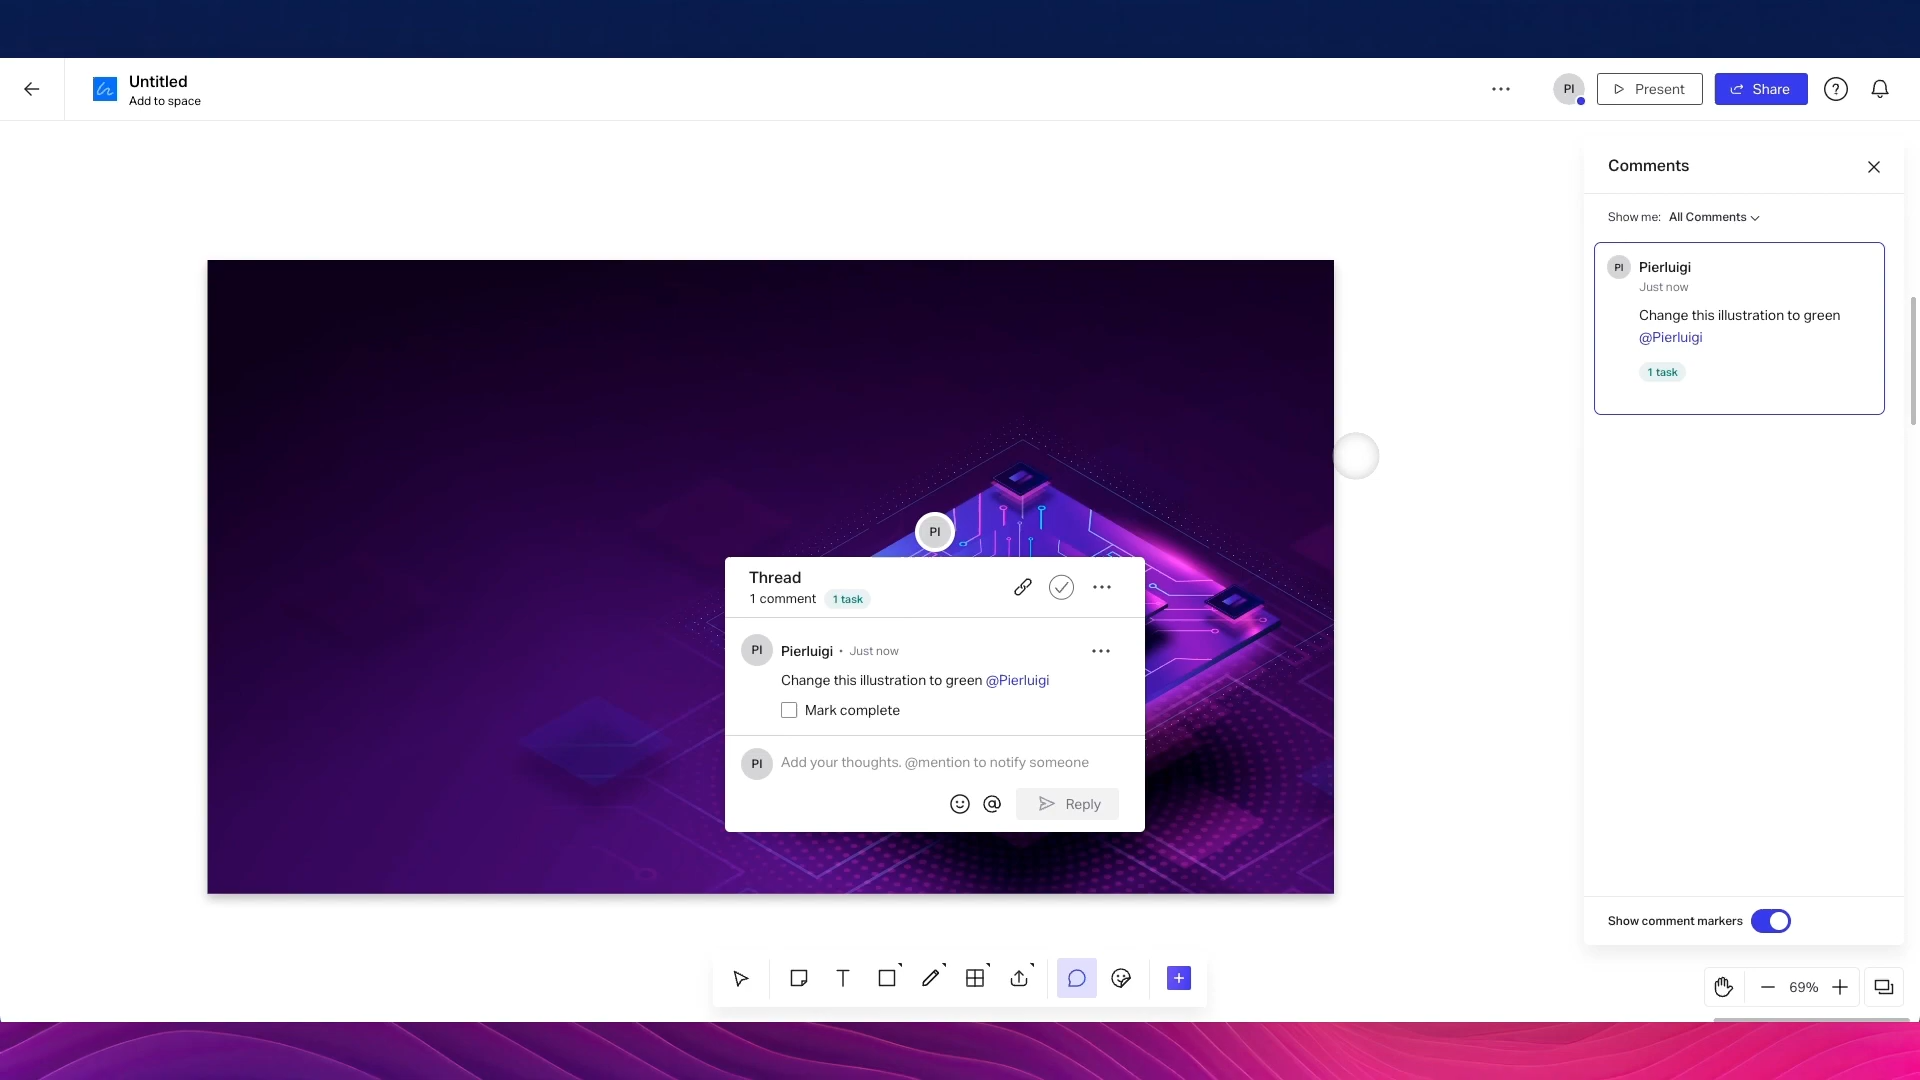 Untitled
Add to space
PI
Present
Share
Comments
Show me: All Comments
PI
Pierluigi
Just now
Change this illustration to green
@Pierluigi
1 task
PI
Thread
1 comment
1 task
PI
Pierluigi • Just now
Change this illustration to green @Pierluigi
Mark complete
PI
Add your thoughts. @mention to notify someone
Reply
Show comment markers
69%